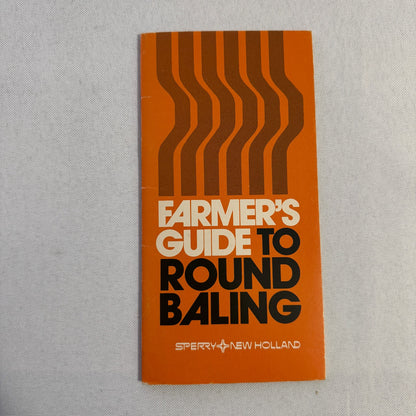 FARMER'S
GUIDE TO
ROUND
BALING
SPERRY NEW HOLLAND